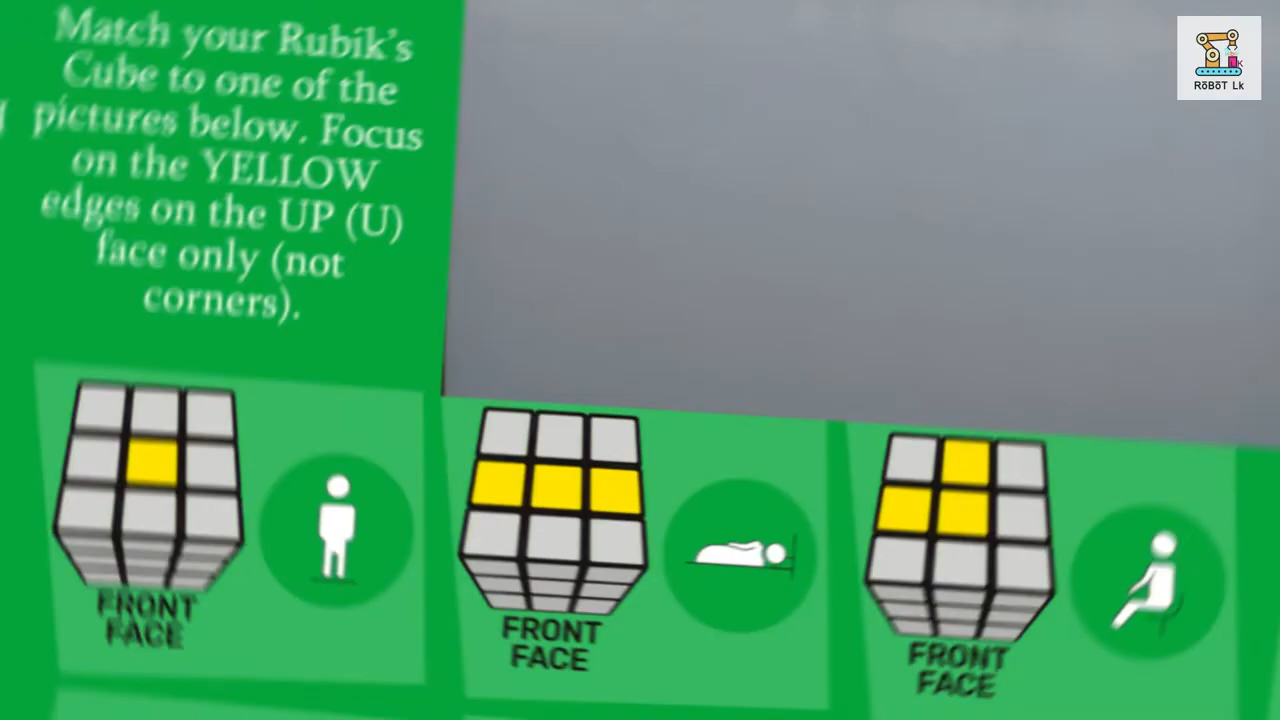 Match your Rubik's
Cube to one of the
pictures below. Focus
on the YELLOW
edges on the UP (U)
face only (not
corners).
RōBōT Lk
FRONT
FACE
FRONT
FACE
FRONT
FACE